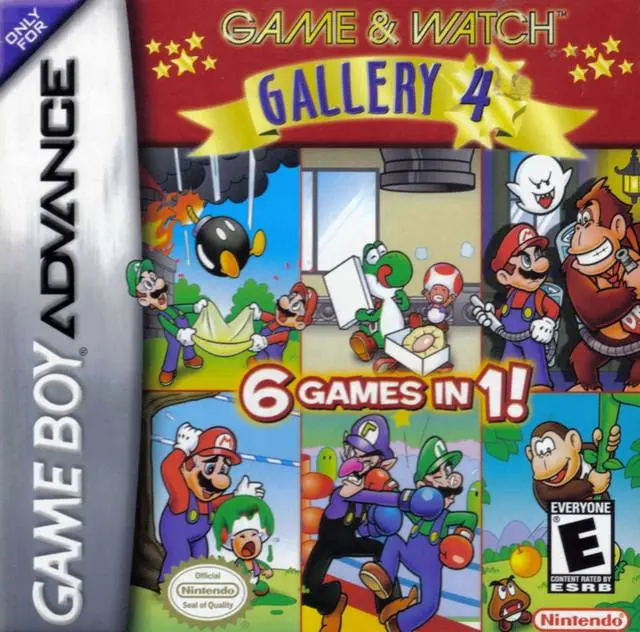 ONLY
FOR
GAME BOY ADVANCE
GAME & WATCH™
GALLERY 4
6 GAMES IN 1!
M
M
L
L
Official
Nintendo
Seal of Quality
EVERYONE
E
®
CONTENT RATED BY
ESRB
Nintendo